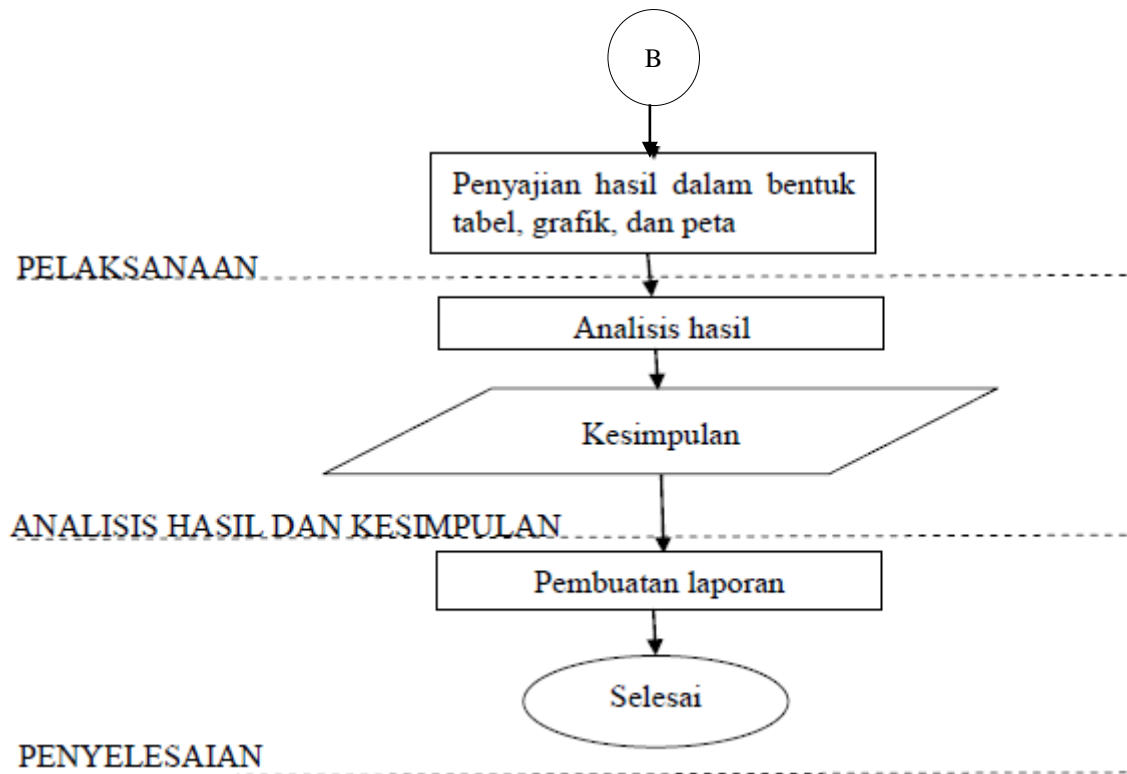 B
Penyajian hasil dalam bentuk
tabel, grafik, dan peta
PELAKSANAAN
Analisis hasil
Kesimpulan
ANALISIS HASIL DAN KESIMPULAN
Pembuatan laporan
Selesai
PENYELESAIAN